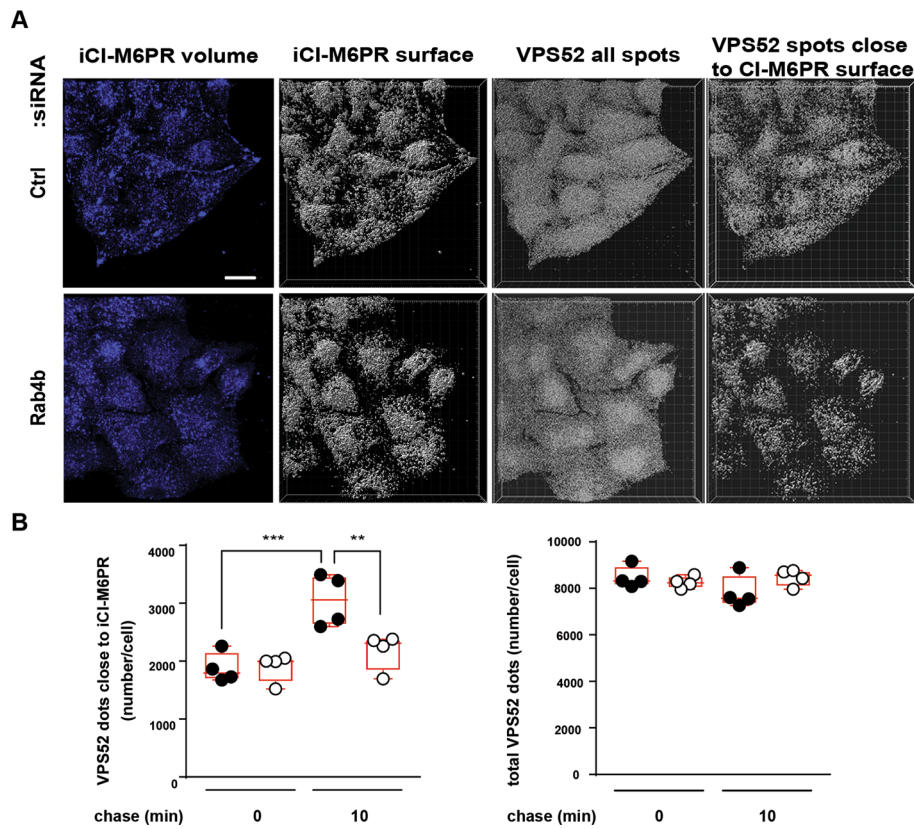 A
iCI-M6PR volume
iCI-M6PR surface
VPS52 all spots
VPS52 spots close
to CI-M6PR surface
:siRNA
Ctrl
Rab4b
B
VPS52 dots close to iCI-M6PR
(number/cell)
4000
3000
2000
1000
0
***
**
0
10
chase (min)
total VPS52 dots (number/cell)
10000
8000
8000
4000
2000
0
0
10
chase (min)